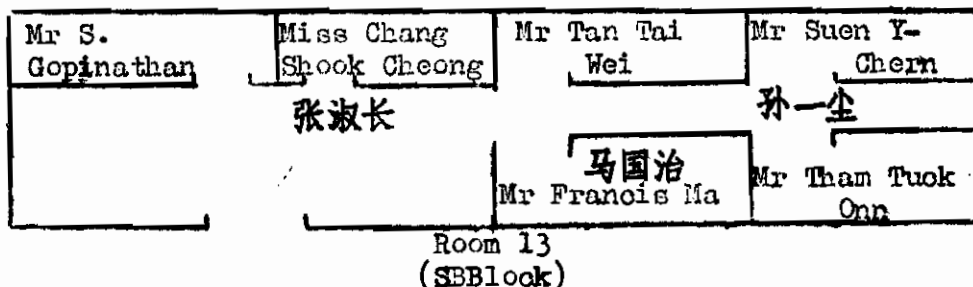 Mr S.
Gopinathan
Miss Chang
Shook Cheong
张淑长
Mr Tan Tai
Wei
Mr Suen Y-
Chern
孙一尘
马国治
Mr Francis Ma
Mr Tham Tuok
Onn
Room 13
(SBBlock)